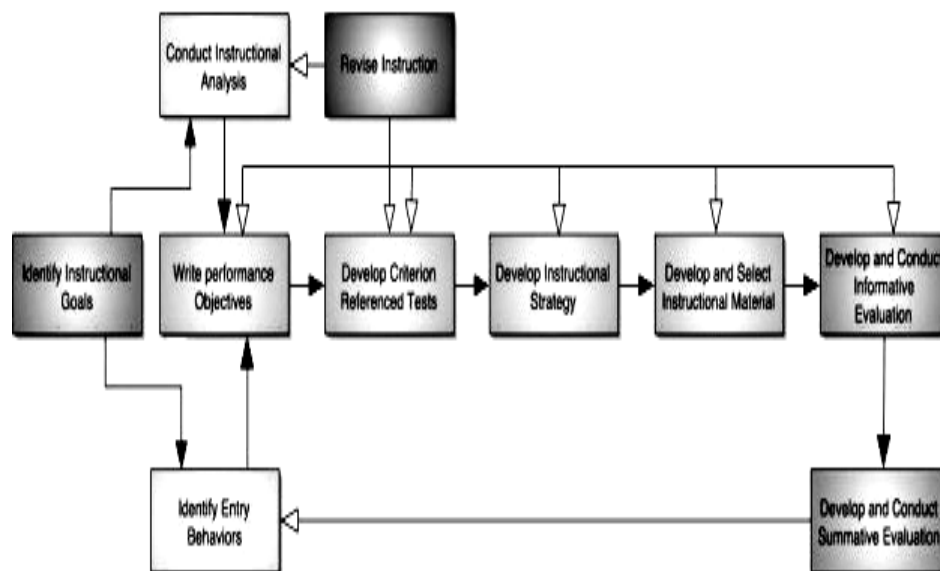 Conduct Instructional
Analysis
Revise Instruction
Identify Instructional
Goals
Write performance
Objectives
Develop Criterion
Referenced Tests
Develop Instructional
Strategy
Develop and Select
Instructional Material
Develop and Conduct
Informative
Evaluation
Identify Entry
Behaviors
Develop and Conduct
Summative Evaluation